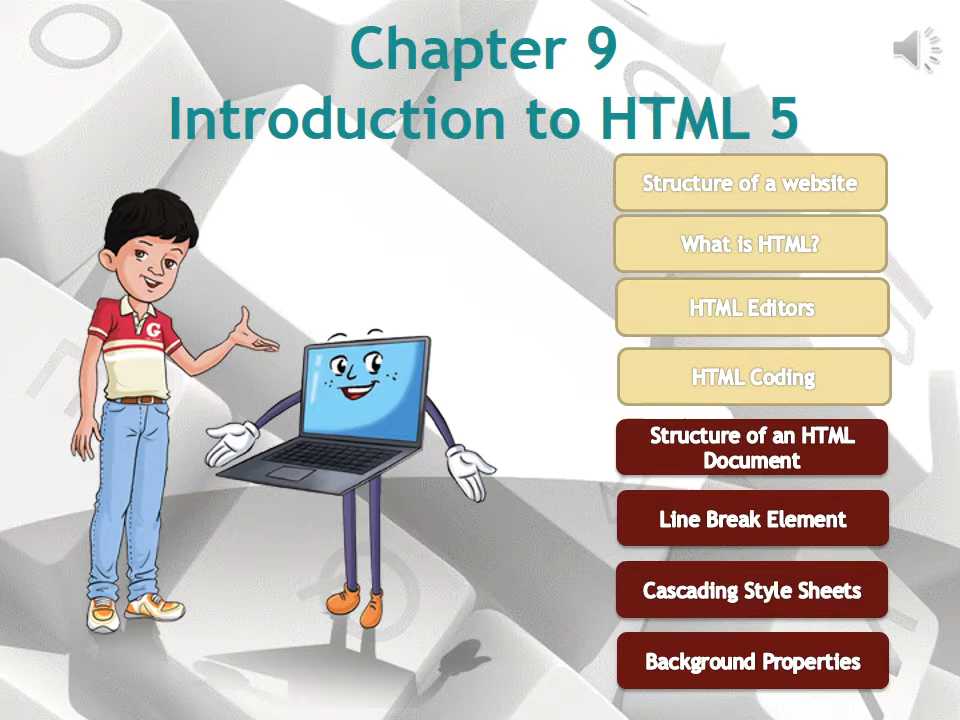 Chapter 9
Introduction to HTML 5
Structure of a website
What is HTML?
HTML Editors
HTML Coding
G
Structure of an HTML
Document
Line Break Element
Cascading Style Sheets
Background Properties